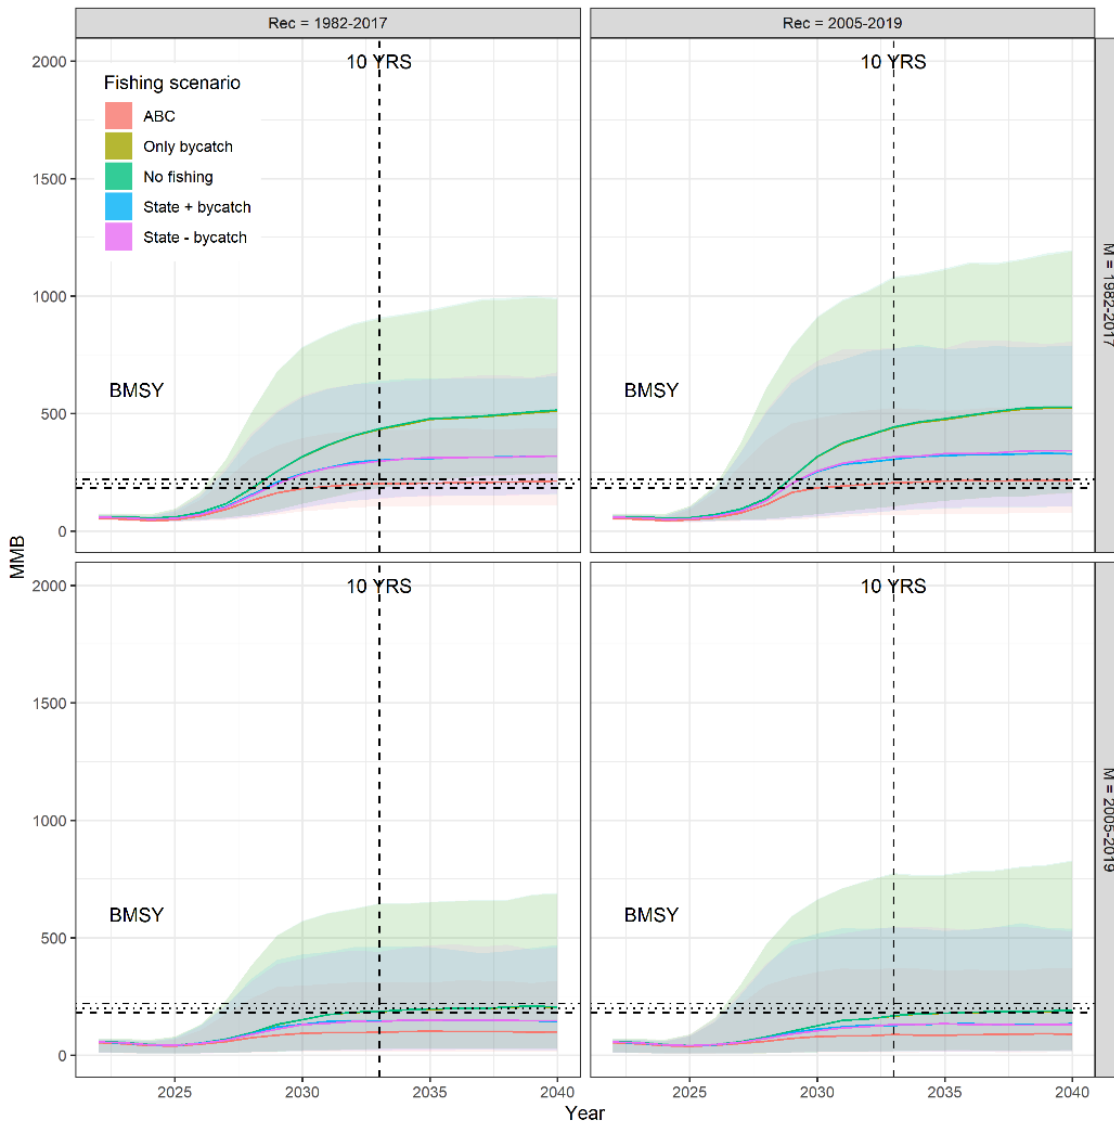 Rec = 1982-2017
Rec = 2005-2019
2000
1500
1000
500
0
10 YRS
Fishing scenario
ABC
Only bycatch
No fishing
State + bycatch
State - bycatch
BMSY
10 YRS
BMSY
M = 1982-2017
MMB
2000
1500
1000
500
0
10 YRS
BMSY
10 YRS
BMSY
M = 2005-2019
2025
2030
2035
2040
2025
2030
2035
2040
Year